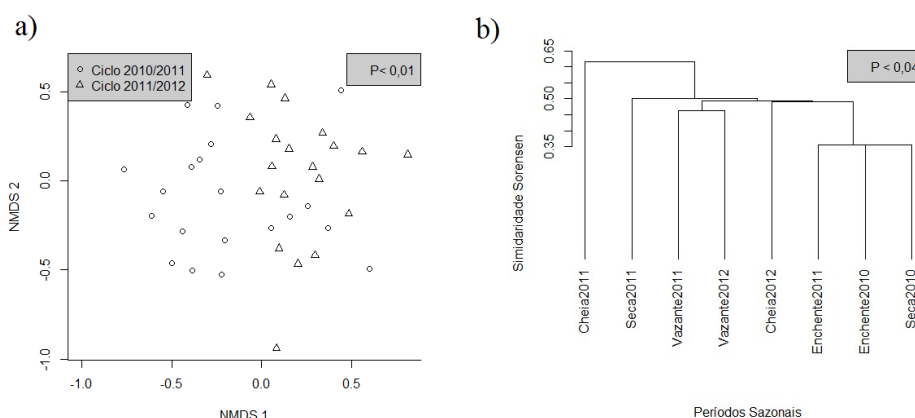 a)
Ciclo 2010/2011
Ciclo 2011/2012
P< 0,01
0.5
0.0
-0.5
-1.0
NMDS 2
-1.0
-0.5
0.0
0.5
NMDS 1
b)
P < 0,04
0.65
0.50
0.35
Simidaridade Sorensen
Cheia2011
Seca2011
Vazante2011
Vazante2012
Cheia2012
Enchente2011
Enchente2010
Seca2010
Períodos Sazonais